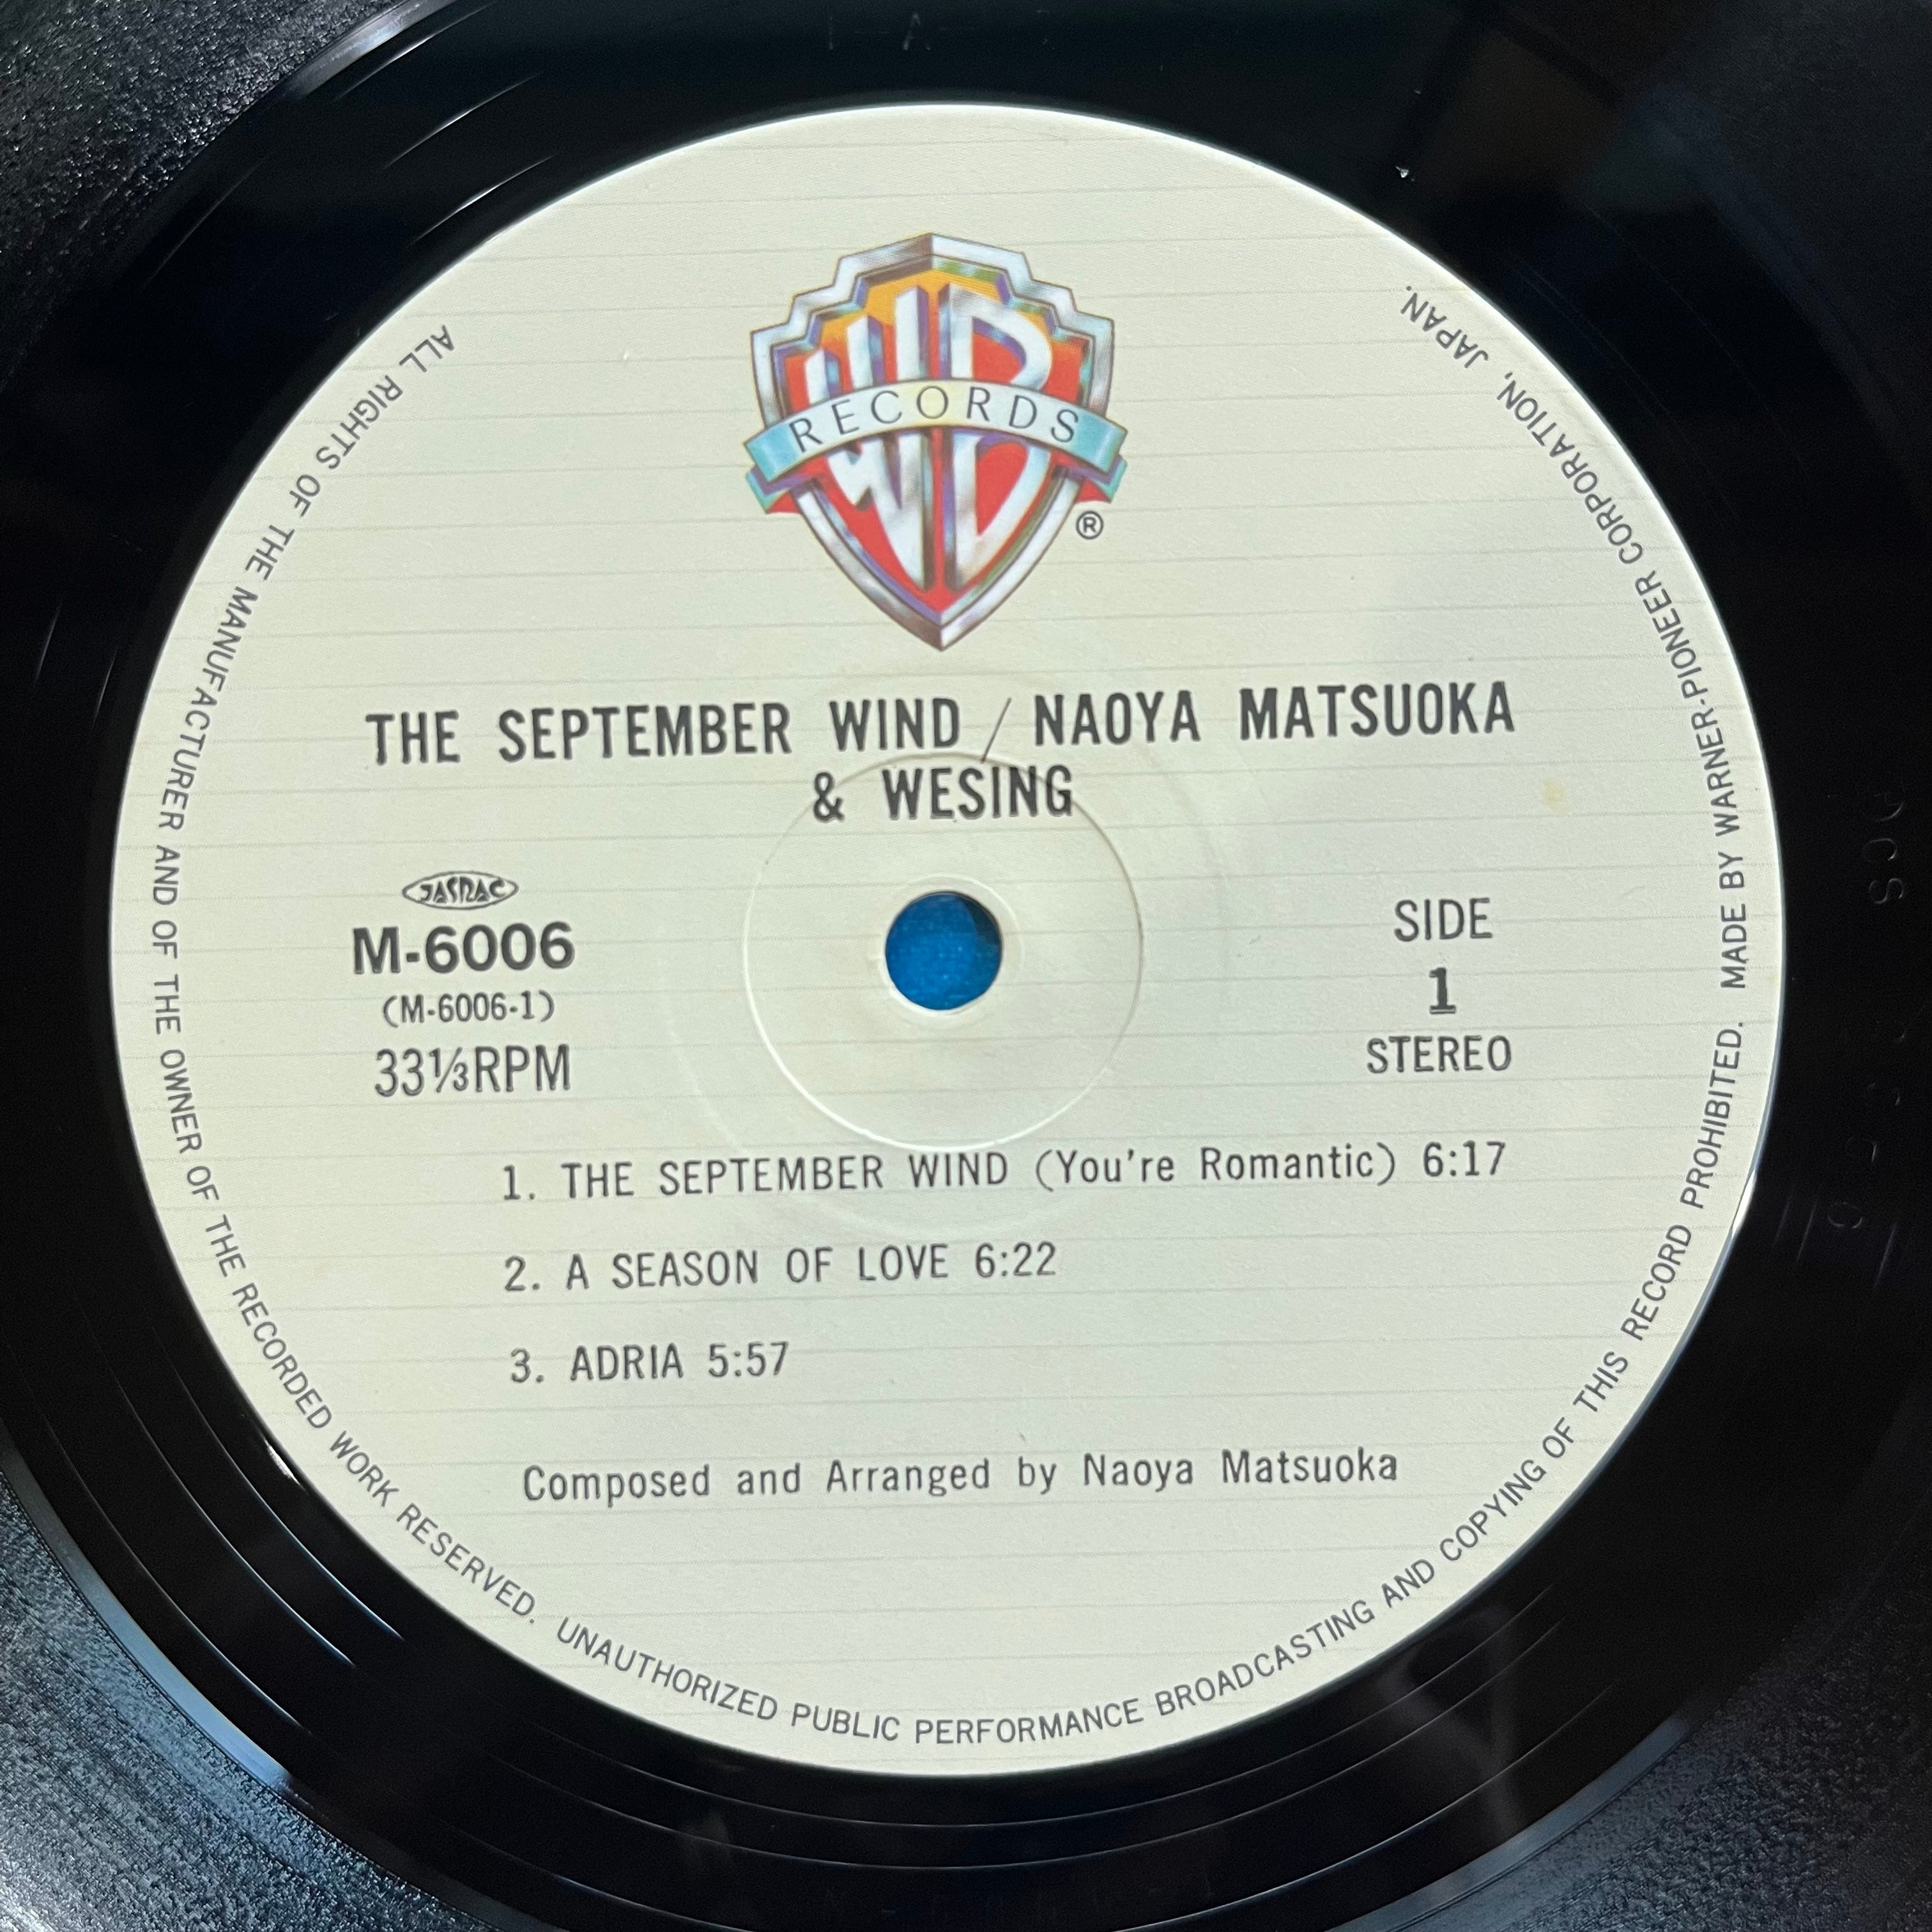 WB
RECORDS
®
THE SEPTEMBER WIND / NAOYA MATSUOKA
& WESING
JASRAC
M-6006
(M-6006-1)
33⅓RPM
SIDE
1
STEREO
1. THE SEPTEMBER WIND (You're Romantic) 6:17
2. A SEASON OF LOVE 6:22
3. ADRIA 5:57
Composed and Arranged by Naoya Matsuoka
ALL RIGHTS OF THE MANUFACTURER AND OF THE OWNER OF THE RECORDED WORK RESERVED. UNAUTHORIZED PUBLIC PERFORMANCE BROADCASTING AND COPYING OF THIS RECORD PROHIBITED. MADE BY WARNER-PIONEER CORPORATION, JAPAN.